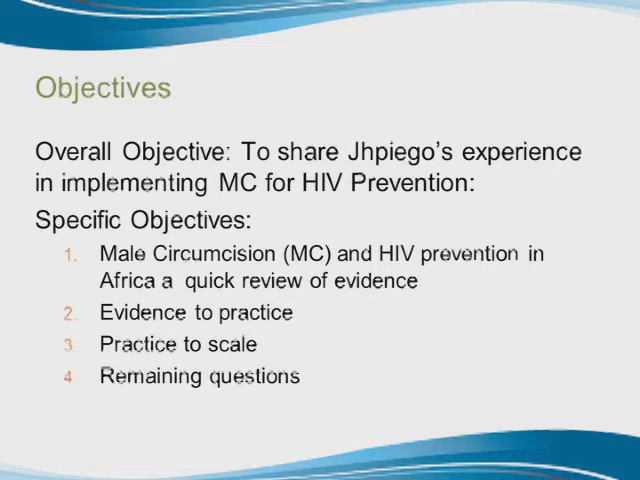 Objectives
Overall Objective: To share Jhpiego's experience
in implementing MC for HIV Prevention:
Specific Objectives:
1. Male Circumcision (MC) and HIV prevention in
Africa a quick review of evidence
2. Evidence to practice
3. Practice to scale
4. Remaining questions